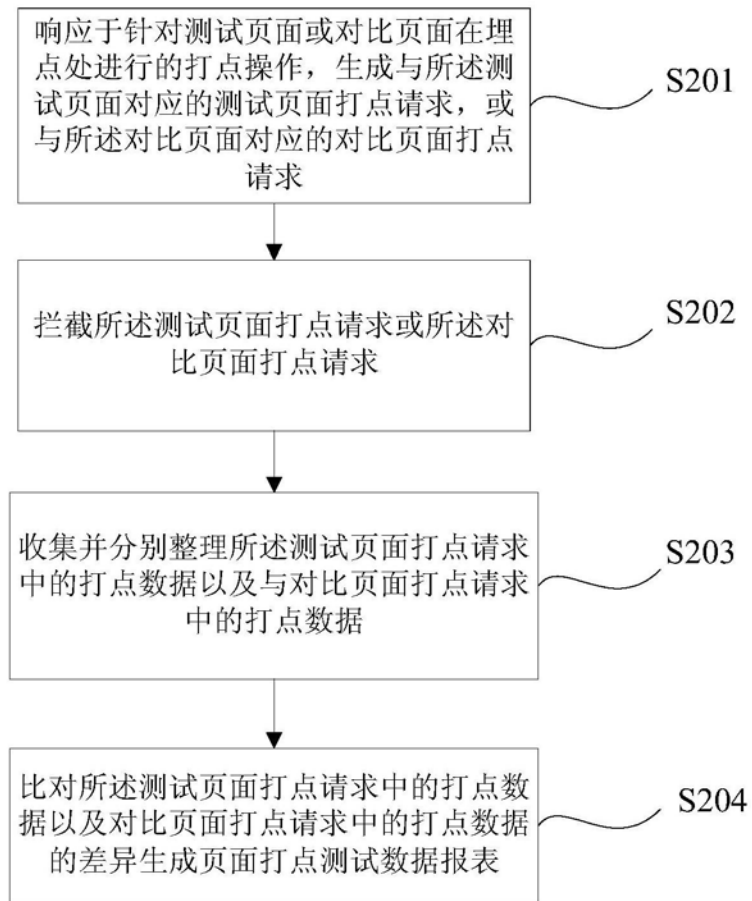 响应于针对测试页面或对比页面在埋
点处进行的打点操作，生成与所述测
试页面对应的测试页面打点请求，或
与所述对比页面对应的对比页面打点
请求
S201
拦截所述测试页面打点请求或所述对
比页面打点请求
S202
收集并分别整理所述测试页面打点请求
中的打点数据以及与对比页面打点请求
中的打点数据
S203
比对所述测试页面打点请求中的打点数
据以及对比页面打点请求中的打点数据
的差异生成页面打点测试数据报表
S204